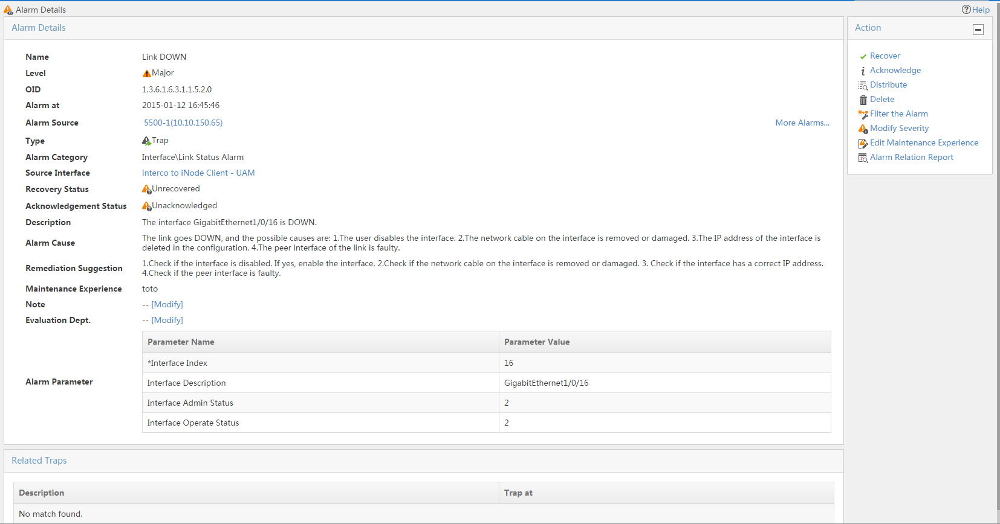 Alarm Details
Help
Alarm Details
Name Link DOWN
Level Major
OID 1.3.6.1.6.3.1.1.5.2.0
Alarm at 2015-01-12 16:45:46
Alarm Source 5500-1(10.10.150.65) More Alarms...
Type Trap
Alarm Category Interface\Link Status Alarm
Source Interface interco to iNode Client - UAM
Recovery Status Unrecovered
Acknowledgement Status Unacknowledged
Description The interface GigabitEthernet1/0/16 is DOWN.
Alarm Cause The link goes DOWN, and the possible causes are: 1.The user disables the interface. 2.The network cable on the interface is removed or damaged. 3.The IP address of the interface is
deleted in the configuration. 4.The peer interface of the link is faulty.
Remediation Suggestion 1.Check if the interface is disabled. If yes, enable the interface. 2.Check if the network cable on the interface is removed or damaged. 3. Check if the interface has a correct IP address.
4.Check if the peer interface is faulty.
Maintenance Experience toto
Note -- [Modify]
Evaluation Dept. -- [Modify]
Alarm Parameter
Parameter Name Parameter Value
*Interface Index 16
Interface Description GigabitEthernet1/0/16
Interface Admin Status 2
Interface Operate Status 2
Related Traps
Description Trap at
No match found.
Action
Recover
Acknowledge
Distribute
Delete
Filter the Alarm
Modify Severity
Edit Maintenance Experience
Alarm Relation Report